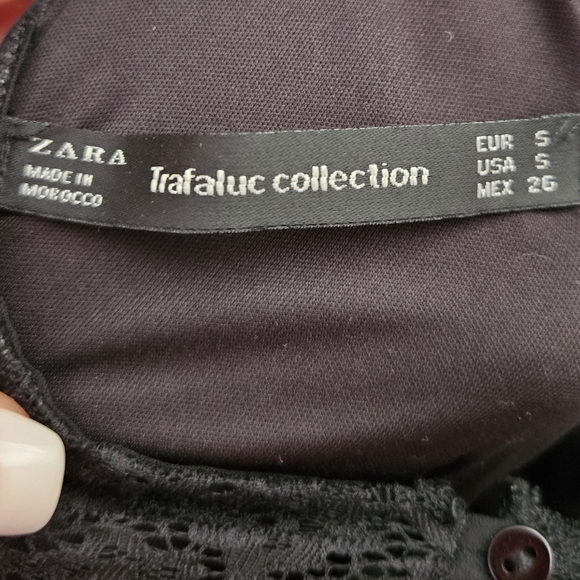 ZARA
MADE IN
MOROCCO
Trafaluc collection
EUR S
USA S
MEX 26